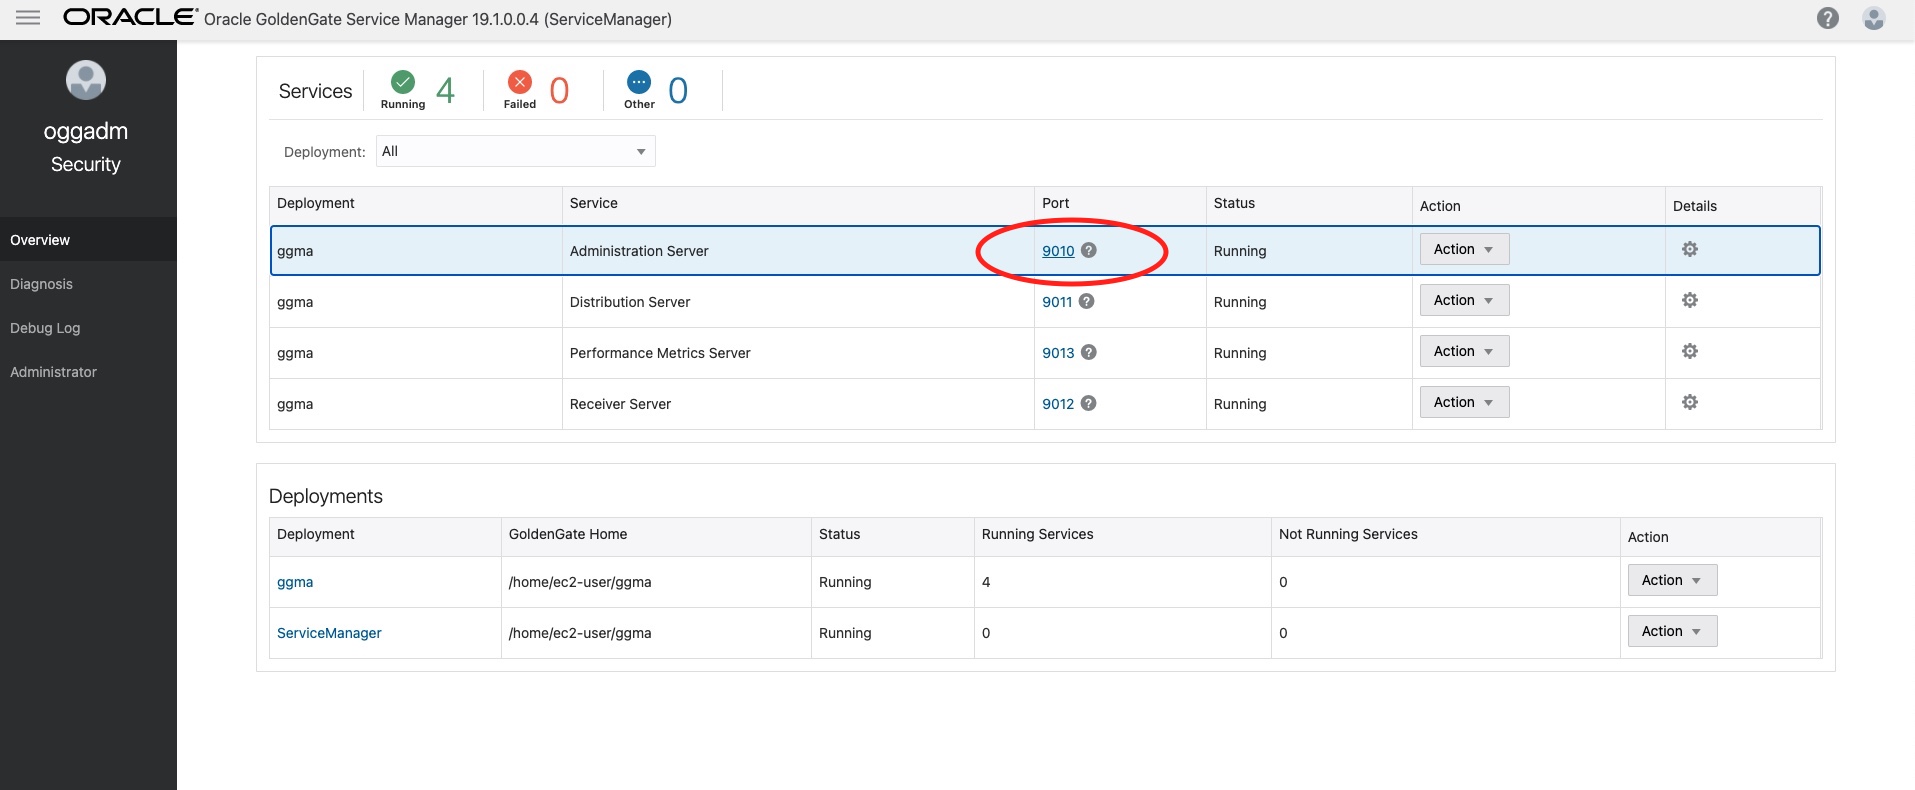 ORACLE® Oracle GoldenGate Service Manager 19.1.0.0.4 (ServiceManager) ?
oggadm
Security
Overview
Diagnosis
Debug Log
Administrator
Services Running 4 Failed 0 Other 0
Deployment: All
Deployment Service Port Status Action Details
ggma Administration Server 9010 ? Running Action
ggma Distribution Server 9011 ? Running Action
ggma Performance Metrics Server 9013 ? Running Action
ggma Receiver Server 9012 ? Running Action
Deployments
Deployment GoldenGate Home Status Running Services Not Running Services Action
ggma /home/ec2-user/ggma Running 4 0 Action
ServiceManager /home/ec2-user/ggma Running 0 0 Action